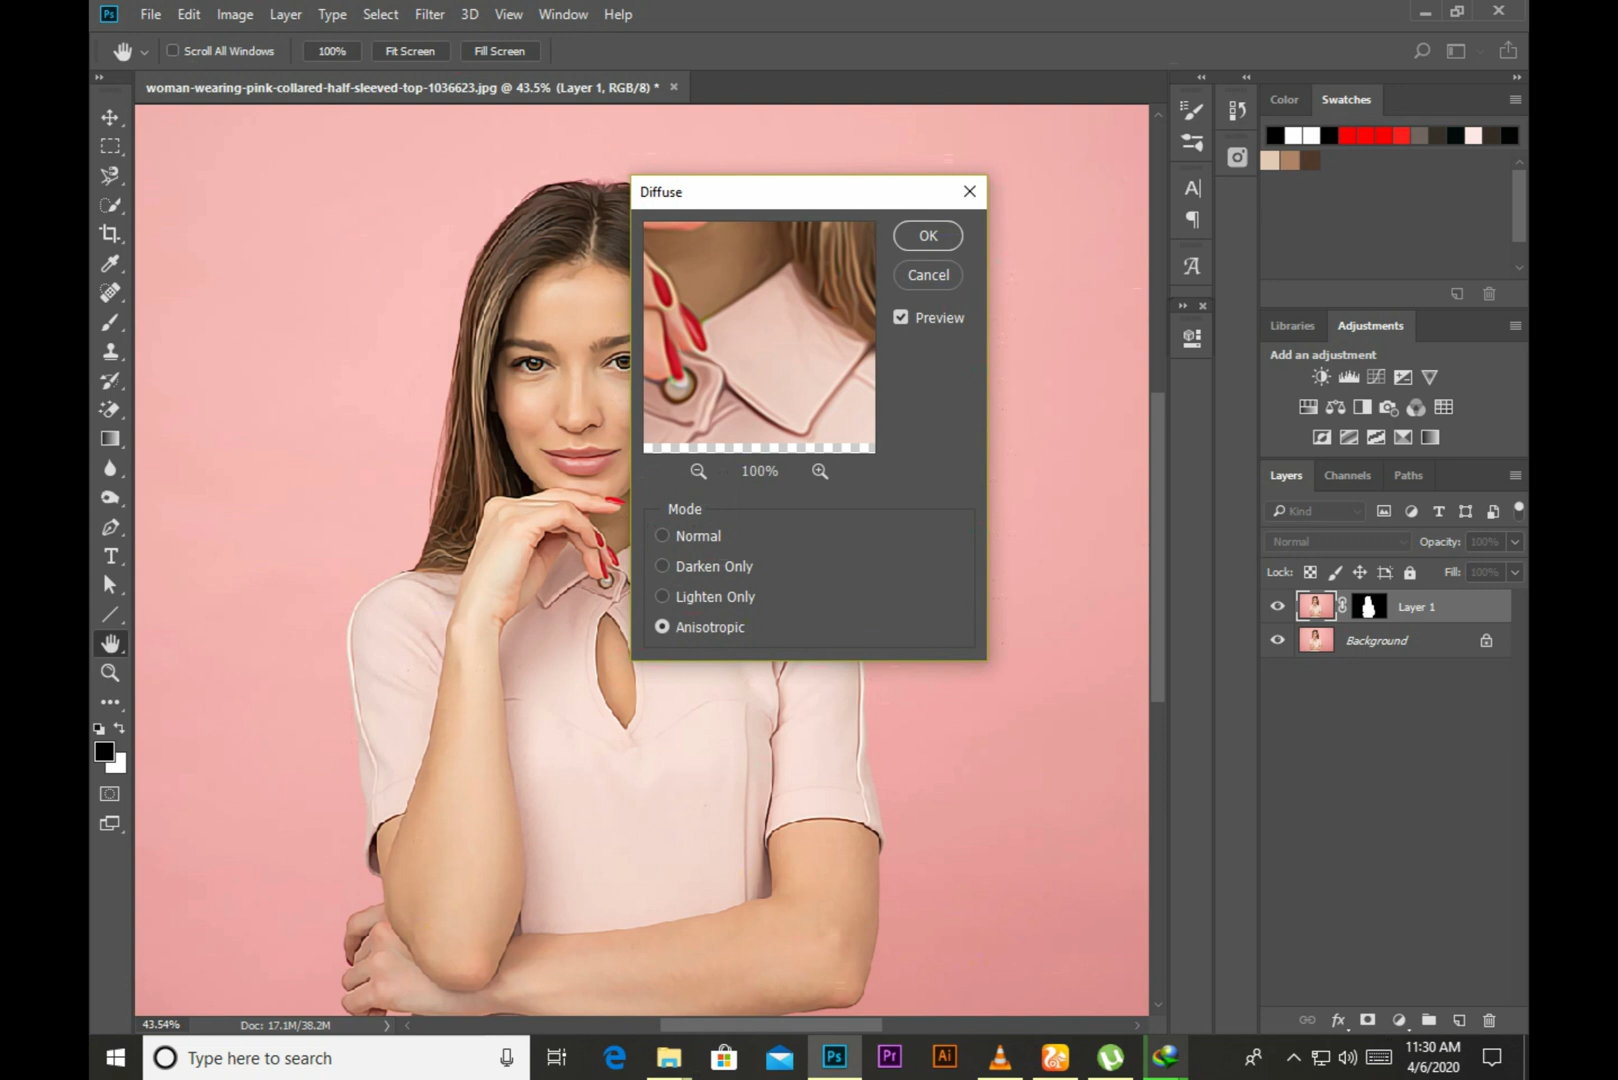 Ps File Edit Image Layer Type Select Filter 3D View Window Help
Scroll All Windows 100% Fit Screen Fill Screen
woman-wearing-pink-collared-half-sleeved-top-1036623.jpg @ 43.5% (Layer 1, RGB/8) *
Color Swatches
Diffuse
OK
Cancel
Preview
100%
Mode
Normal
Darken Only
Lighten Only
Anisotropic
Libraries Adjustments
Add an adjustment
Layers Channels Paths
Kind
Normal Opacity: 100%
Lock: Fill: 100%
Layer 1
Background
43.54% Doc: 17.1M/38.2M
Type here to search
Ps Pr Ai
11:30 AM
4/6/2020